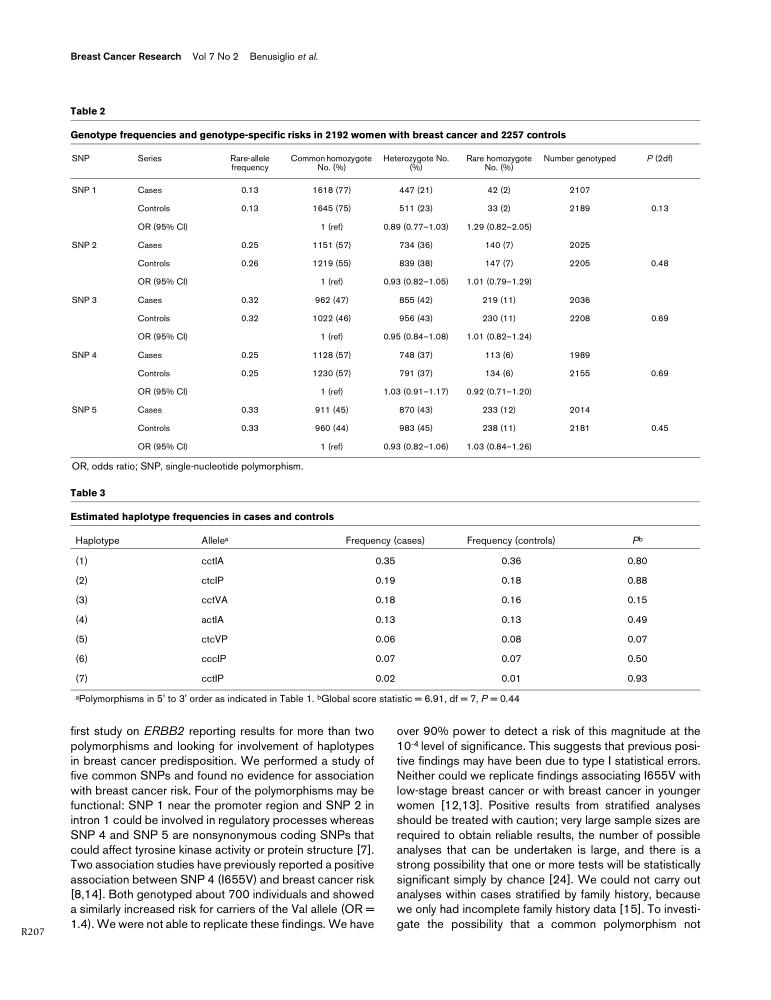 Breast Cancer Research Vol 7 No 2 Benusiglio et al.
Table 2
Genotype frequencies and genotype-specific risks in 2192 women with breast cancer and 2257 controls
SNP Series Rare-allele frequency Common homozygote No. (%) Heterozygote No. (%) Rare homozygote No. (%) Number genotyped P (2df)
SNP 1 Cases 0.13 1618 (77) 447 (21) 42 (2) 2107
Controls 0.13 1645 (75) 511 (23) 33 (2) 2189 0.13
OR (95% CI) 1 (ref) 0.89 (0.77–1.03) 1.29 (0.82–2.05)
SNP 2 Cases 0.25 1151 (57) 734 (36) 140 (7) 2025
Controls 0.26 1219 (55) 839 (38) 147 (7) 2205 0.48
OR (95% CI) 1 (ref) 0.93 (0.82–1.05) 1.01 (0.79–1.29)
SNP 3 Cases 0.32 962 (47) 855 (42) 219 (11) 2036
Controls 0.32 1022 (46) 956 (43) 230 (11) 2208 0.69
OR (95% CI) 1 (ref) 0.95 (0.84–1.08) 1.01 (0.82–1.24)
SNP 4 Cases 0.25 1128 (57) 748 (37) 113 (6) 1989
Controls 0.25 1230 (57) 791 (37) 134 (6) 2155 0.69
OR (95% CI) 1 (ref) 1.03 (0.91–1.17) 0.92 (0.71–1.20)
SNP 5 Cases 0.33 911 (45) 870 (43) 233 (12) 2014
Controls 0.33 960 (44) 983 (45) 238 (11) 2181 0.45
OR (95% CI) 1 (ref) 0.93 (0.82–1.06) 1.03 (0.84–1.26)
OR, odds ratio; SNP, single-nucleotide polymorphism.
Table 3
Estimated haplotype frequencies in cases and controls
Haplotype Alleleᵃ Frequency (cases) Frequency (controls) Pᵇ
(1) cctIA 0.35 0.36 0.80
(2) ctcIP 0.19 0.18 0.88
(3) cctVA 0.18 0.16 0.15
(4) actIA 0.13 0.13 0.49
(5) ctcVP 0.06 0.08 0.07
(6) cccIP 0.07 0.07 0.50
(7) cctIP 0.02 0.01 0.93
ᵃPolymorphisms in 5' to 3' order as indicated in Table 1. ᵇGlobal score statistic = 6.91, df = 7, P = 0.44
first study on ERBB2 reporting results for more than two
polymorphisms and looking for involvement of haplotypes
in breast cancer predisposition. We performed a study of
five common SNPs and found no evidence for association
with breast cancer risk. Four of the polymorphisms may be
functional: SNP 1 near the promoter region and SNP 2 in
intron 1 could be involved in regulatory processes whereas
SNP 4 and SNP 5 are nonsynonymous coding SNPs that
could affect tyrosine kinase activity or protein structure [7].
Two association studies have previously reported a positive
association between SNP 4 (I655V) and breast cancer risk
[8,14]. Both genotyped about 700 individuals and showed
a similarly increased risk for carriers of the Val allele (OR =
1.4). We were not able to replicate these findings. We have
over 90% power to detect a risk of this magnitude at the
10⁻⁴ level of significance. This suggests that previous posi-
tive findings may have been due to type I statistical errors.
Neither could we replicate findings associating I655V with
low-stage breast cancer or with breast cancer in younger
women [12,13]. Positive results from stratified analyses
should be treated with caution; very large sample sizes are
required to obtain reliable results, the number of possible
analyses that can be undertaken is large, and there is a
strong possibility that one or more tests will be statistically
significant simply by chance [24]. We could not carry out
analyses within cases stratified by family history, because
we only had incomplete family history data [15]. To investi-
gate the possibility that a common polymorphism not
R207